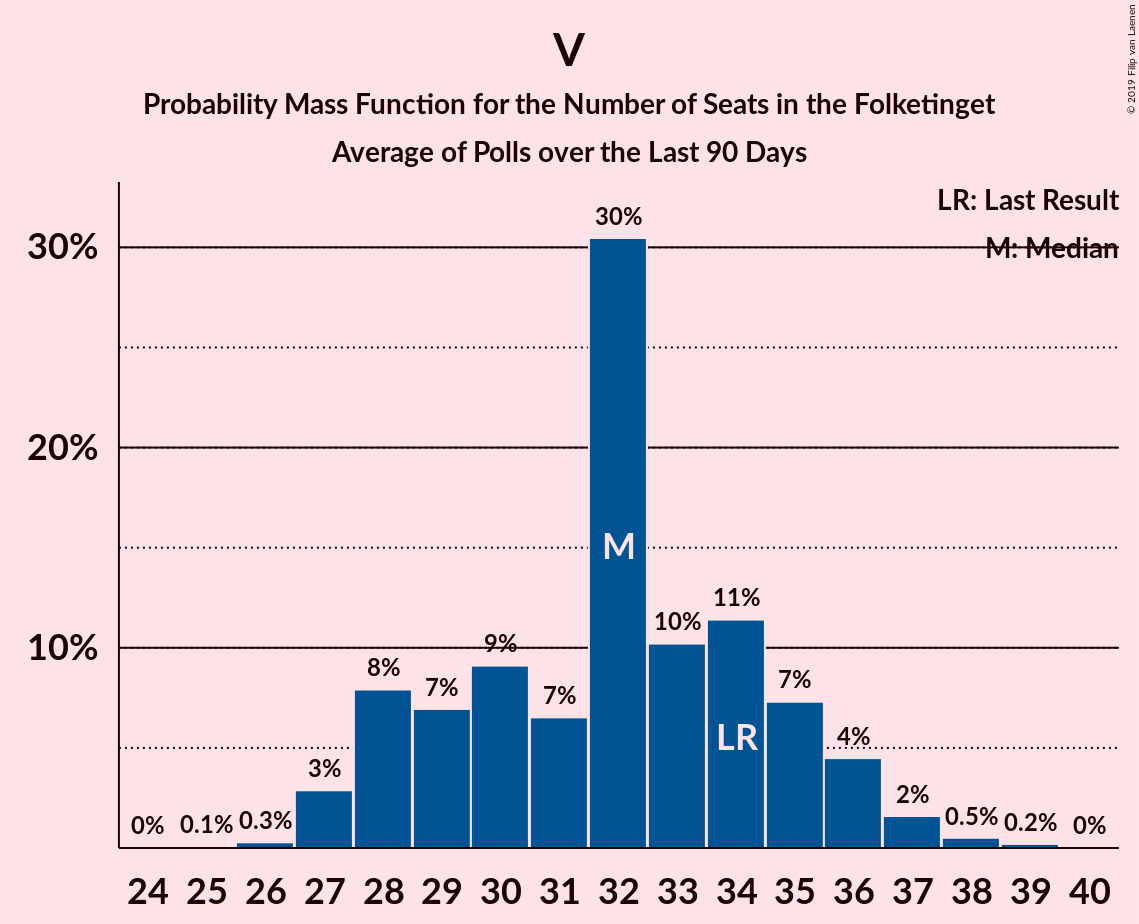 V
Probability Mass Function for the Number of Seats in the Folketinget
Average of Polls over the Last 90 Days
© 2019 Filip van Laenen
LR: Last Result
M: Median
30%
20%
10%
0% 0.1% 0.3% 3% 8% 7% 9% 7% 30% 10% 11% 7% 4% 2% 0.5% 0.2% 0%
M
LR
24 25 26 27 28 29 30 31 32 33 34 35 36 37 38 39 40